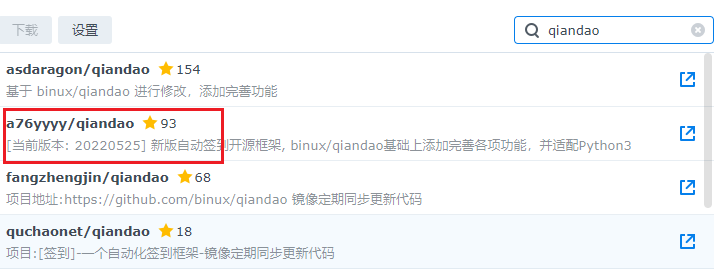 下载 设置 qiandao
asdaragon/qiandao 154
基于 binux/qiandao 进行修改，添加完善功能
a76yyyy/qiandao 93
[当前版本：20220525] 新版自动签到开源框架, binux/qiandao基础上添加完善各项功能，并适配Python3
fangzhengjin/qiandao 68
项目地址:https://github.com/binux/qiandao 镜像定期同步更新代码
quchaonet/qiandao 18
项目:[签到]-一个自动化签到框架-镜像定期同步更新代码